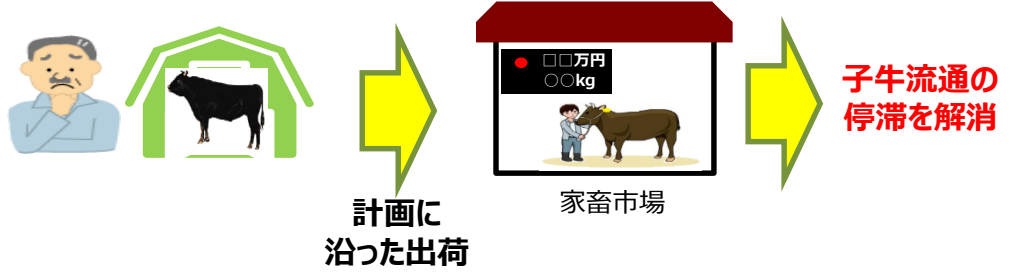 □□万円
○○kg
子牛流通の
停滞を解消
家畜市場
計画に
沿った出荷